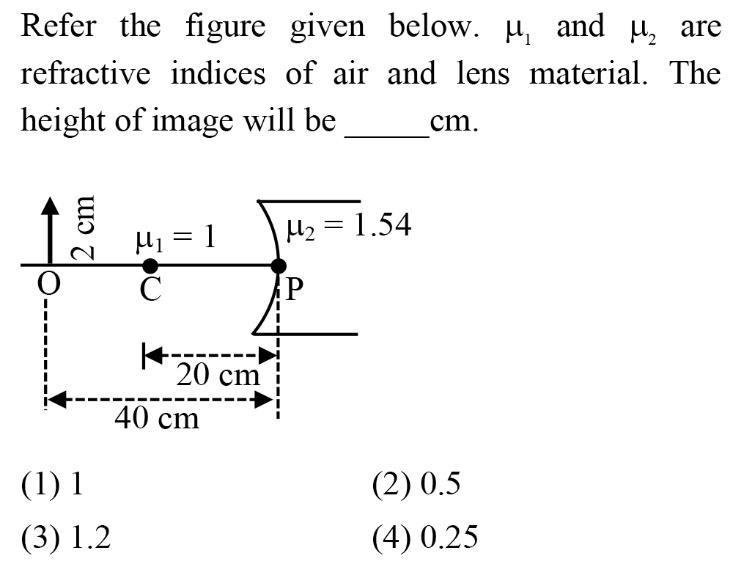 Refer the figure given below. μ₁ and μ₂ are
refractive indices of air and lens material. The
height of image will be _____cm.
2 cm
μ₁ = 1
μ₂ = 1.54
O
C
P
20 cm
40 cm
(1) 1
(2) 0.5
(3) 1.2
(4) 0.25